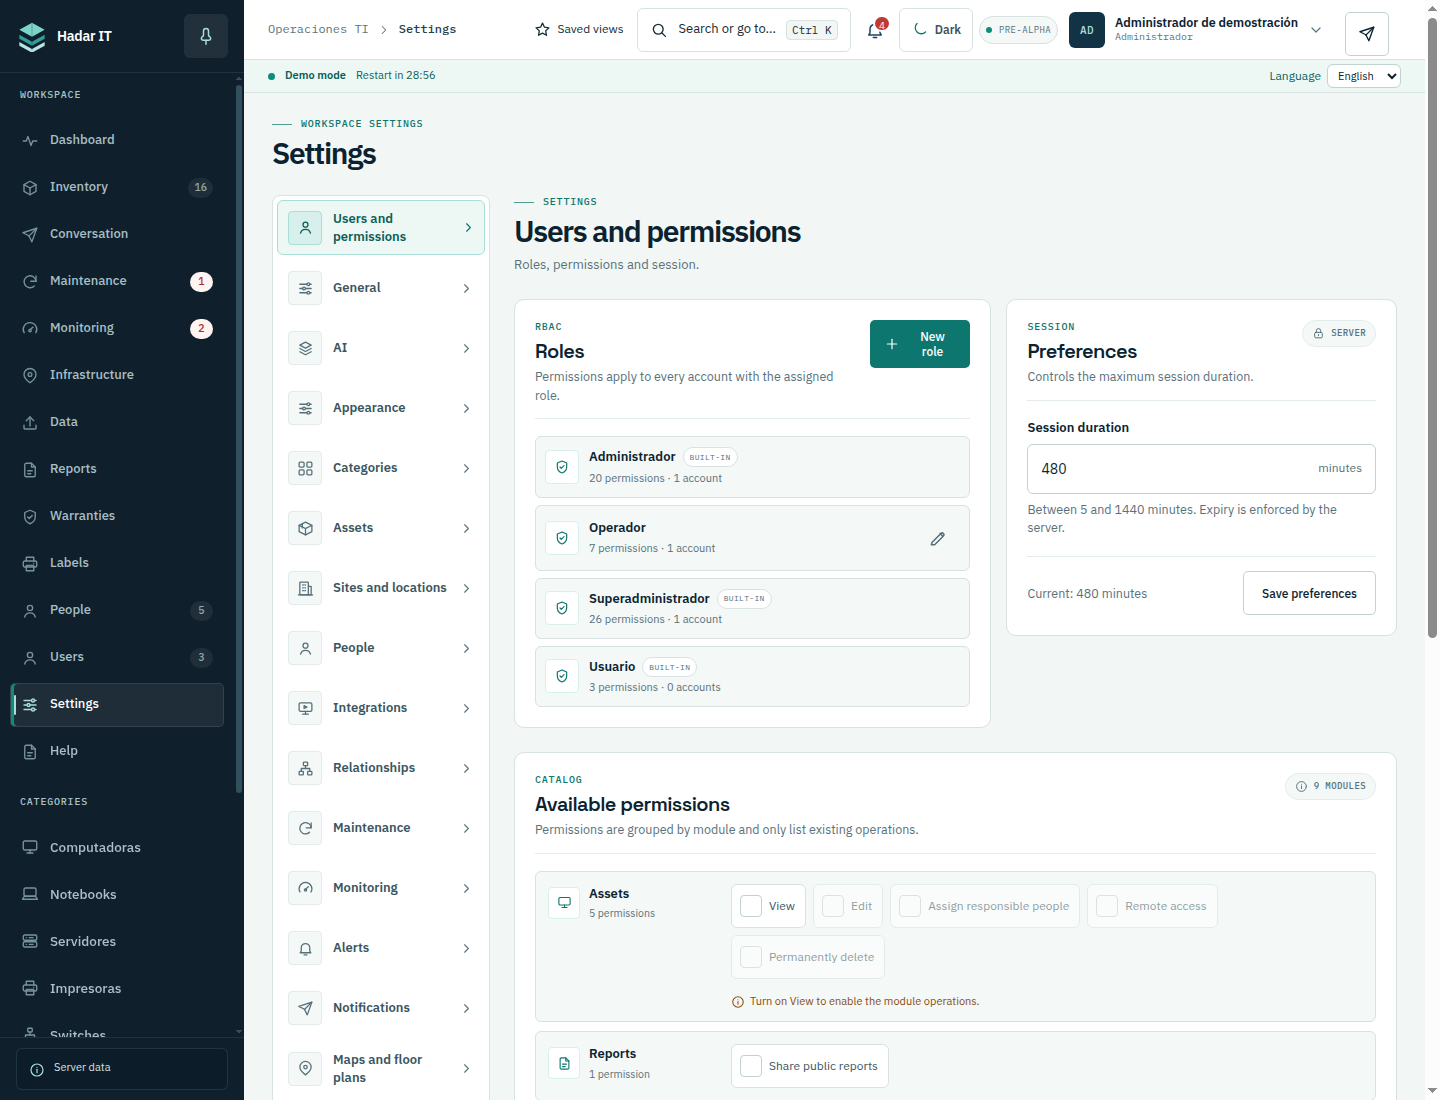 Hadar IT
WORKSPACE
Dashboard
Inventory 16
Conversation
Maintenance 1
Monitoring 2
Infrastructure
Data
Reports
Warranties
Labels
People 5
Users 3
Settings
Help
CATEGORIES
Computadoras
Notebooks
Servidores
Impresoras
Switches
Server data
Operaciones TI > Settings
Saved views
Search or go to... Ctrl K
4
Dark
PRE-ALPHA
AD
Administrador de demostración
Administrador
Demo mode Restart in 28:56
Language English
WORKSPACE SETTINGS
Settings
Users and
permissions
General
AI
Appearance
Categories
Assets
Sites and locations
People
Integrations
Relationships
Maintenance
Monitoring
Alerts
Notifications
Maps and floor
plans
SETTINGS
Users and permissions
Roles, permissions and session.
RBAC
Roles
Permissions apply to every account with the assigned
role.
New
role
Administrador BUILT-IN
20 permissions · 1 account
Operador
7 permissions · 1 account
Superadministrador BUILT-IN
26 permissions · 1 account
Usuario BUILT-IN
3 permissions · 0 accounts
SESSION
Preferences
SERVER
Controls the maximum session duration.
Session duration
480 minutes
Between 5 and 1440 minutes. Expiry is enforced by the
server.
Current: 480 minutes
Save preferences
CATALOG
Available permissions
9 MODULES
Permissions are grouped by module and only list existing operations.
Assets
5 permissions
View
Edit
Assign responsible people
Remote access
Permanently delete
Turn on View to enable the module operations.
Reports
1 permission
Share public reports